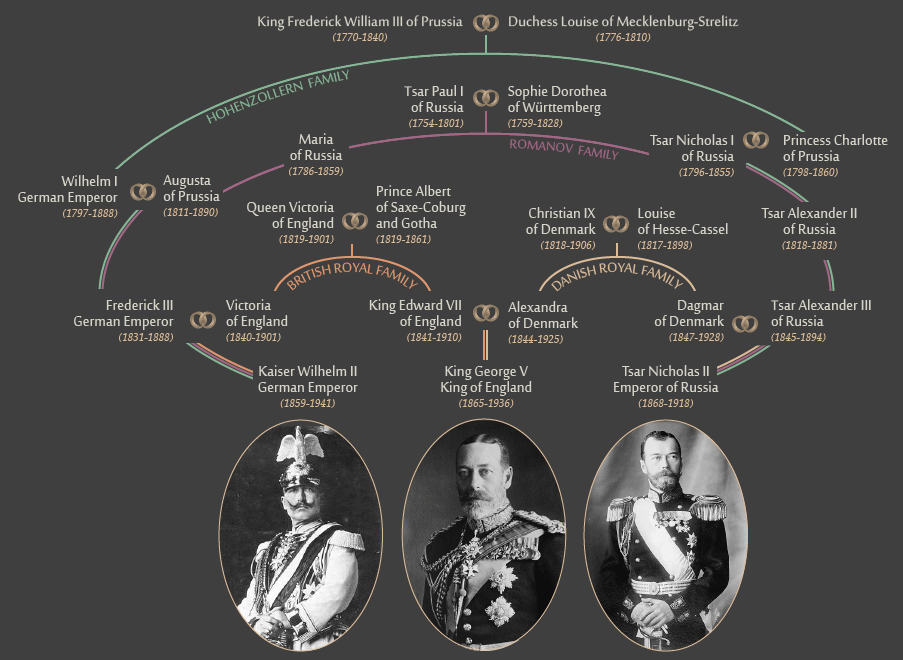 King Frederick William III of Prussia
(1770-1840)
Duchess Louise of Mecklenburg-Strelitz
(1776-1810)
HOHENZOLLERN FAMILY
Tsar Paul I
of Russia
(1754-1801)
Sophie Dorothea
of Württemberg
(1759-1828)
ROMANOV FAMILY
Maria
of Russia
(1786-1859)
Tsar Nicholas I
of Russia
(1796-1855)
Princess Charlotte
of Prussia
(1798-1860)
Wilhelm I
German Emperor
(1797-1888)
Augusta
of Prussia
(1811-1890)
Queen Victoria
of England
(1819-1901)
Prince Albert
of Saxe-Coburg
and Gotha
(1819-1861)
Christian IX
of Denmark
(1818-1906)
Louise
of Hesse-Cassel
(1817-1898)
Tsar Alexander II
of Russia
(1818-1881)
BRITISH ROYAL FAMILY
DANISH ROYAL FAMILY
Frederick III
German Emperor
(1831-1888)
Victoria
of England
(1840-1901)
King Edward VII
of England
(1841-1910)
Alexandra
of Denmark
(1844-1925)
Dagmar
of Denmark
(1847-1928)
Tsar Alexander III
of Russia
(1845-1894)
Kaiser Wilhelm II
German Emperor
(1859-1941)
King George V
King of England
(1865-1936)
Tsar Nicholas II
Emperor of Russia
(1868-1918)